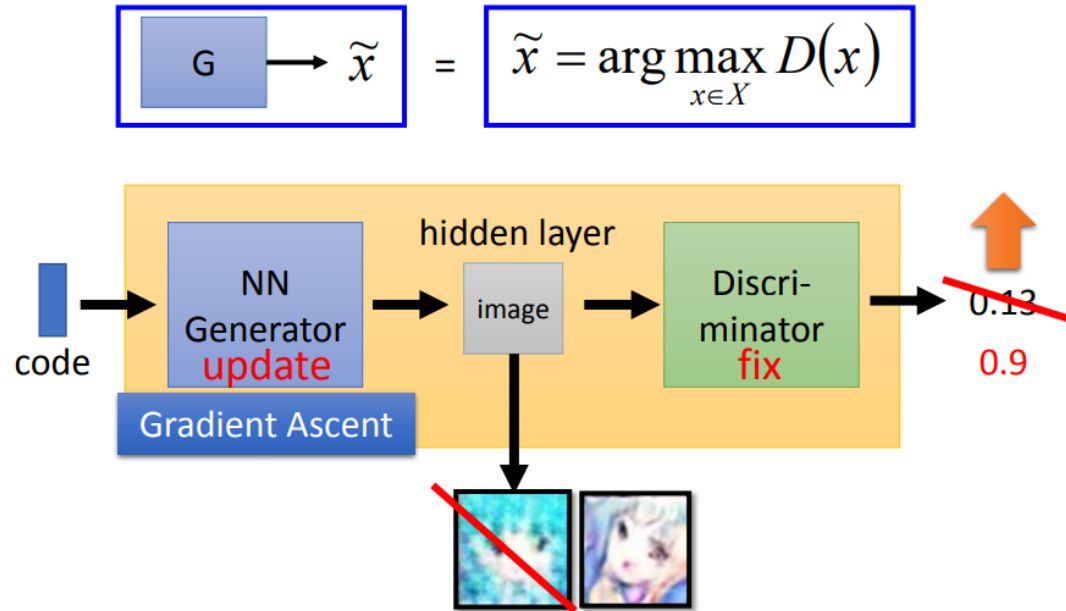 G → x̃ = x̃ = arg max D(x)
x∈X
hidden layer
NN
Generator
update
image
Discri-
minator
fix
0.13
0.9
code
Gradient Ascent